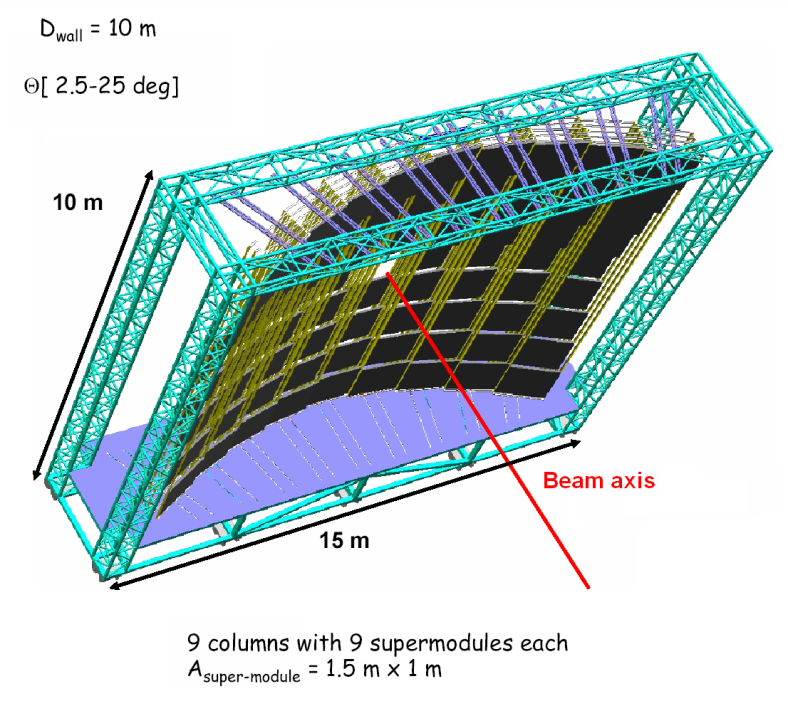 D_wall = 10 m
Θ[ 2.5-25 deg]
10 m
Beam axis
15 m
9 columns with 9 supermodules each
A_super-module = 1.5 m x 1 m